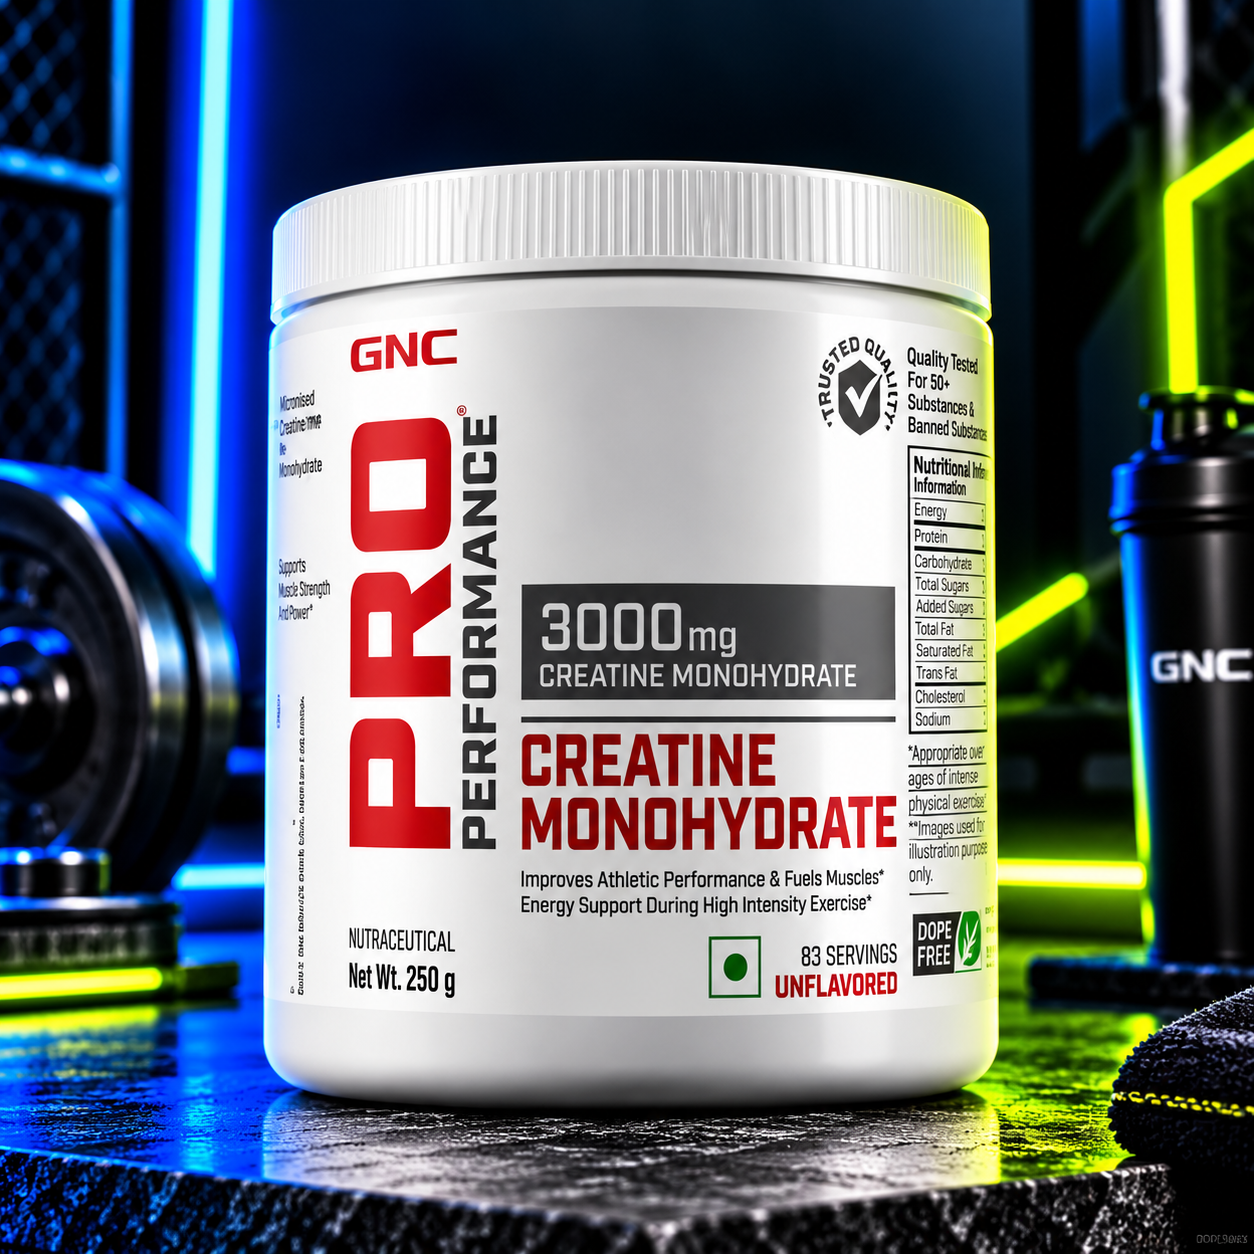 GNC
PRO®
PERFORMANCE
Micronised
Creatine
Monohydrate
Supports
Muscle Strength
And Power*
3000mg
CREATINE MONOHYDRATE
CREATINE
MONOHYDRATE
Improves Athletic Performance & Fuels Muscles*
Energy Support During High Intensity Exercise*
NUTRACEUTICAL
Net Wt. 250 g
83 SERVINGS
UNFLAVORED
TRUSTED QUALITY
Quality Tested
For 50+
Substances &
Banned Substances
Nutritional
Information
Energy
Protein
Carbohydrate
Total Sugars
Added Sugars
Total Fat
Saturated Fat
Trans Fat
Cholesterol
Sodium
*Appropriate over
ages of intense
physical exercise*
**Images used for
illustration purpose
only.
DOPE
FREE
GNC